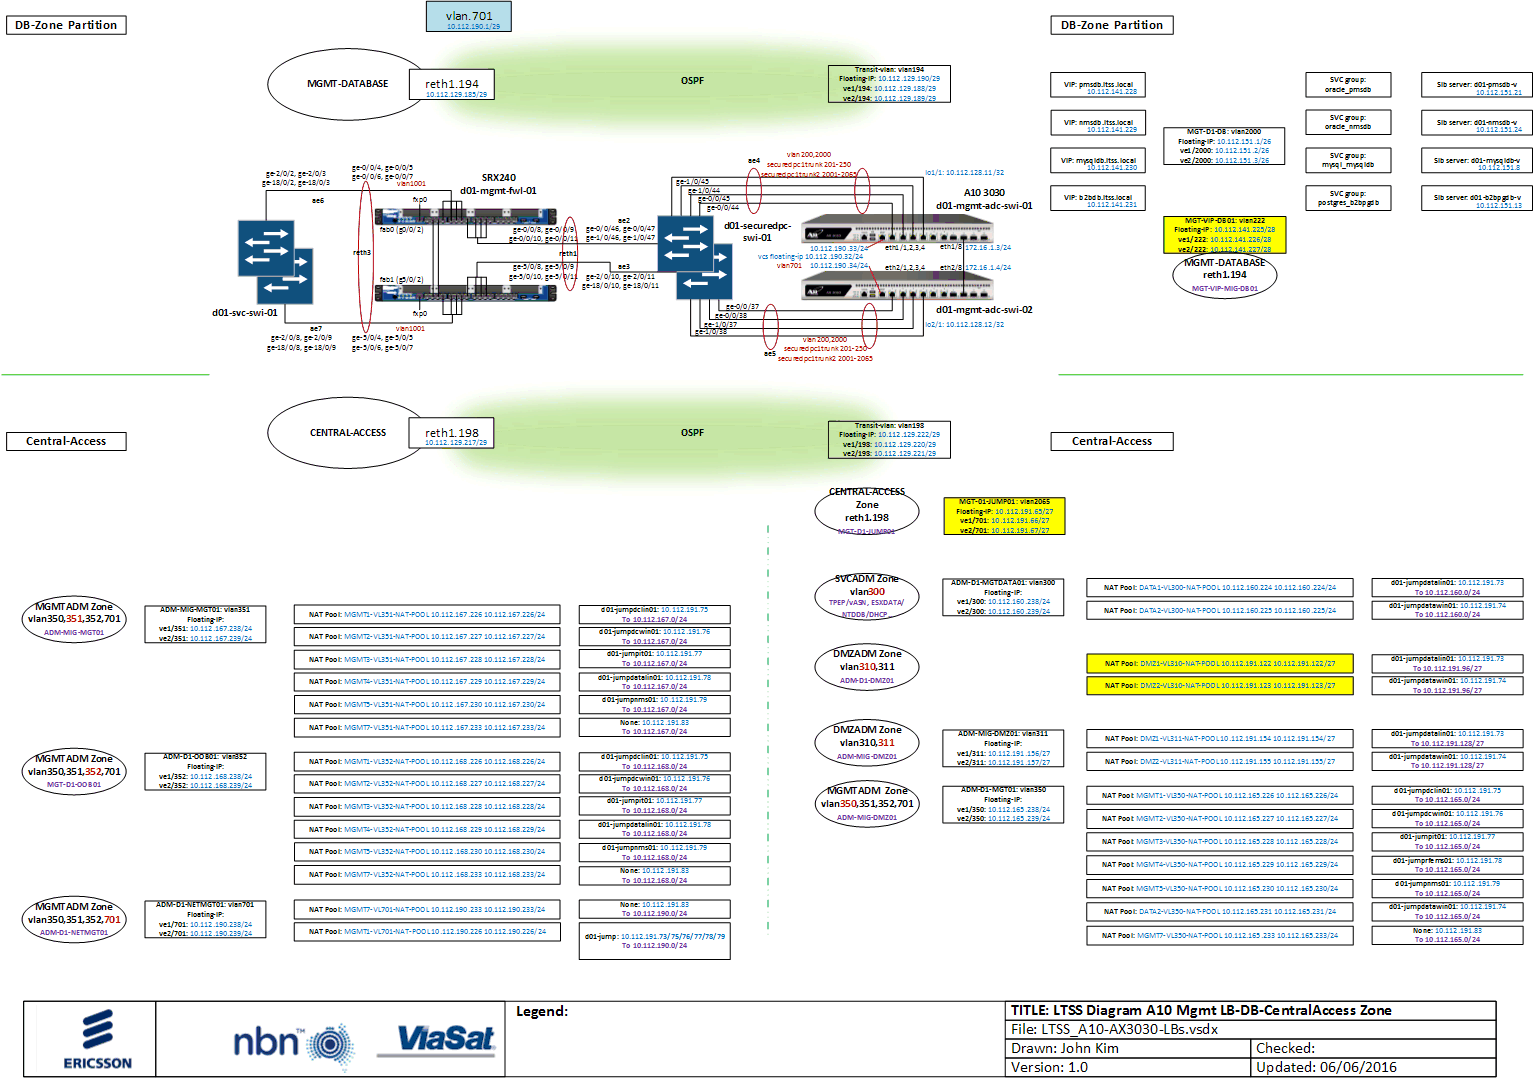 DB-Zone Partition
vlan.701
10.112.190.1/29
DB-Zone Partition
MGMT-DATABASE
reth1.194
10.112.129.185/29
OSPF
Transit-vlan: vlan194
Floating-IP: 10.112.129.190/29
ve1/194: 10.112.129.188/29
ve2/194: 10.112.129.189/29
VIP: pmsdb.ltss.local
10.112.141.228
VIP: nmsdb.ltss.local
10.112.141.229
VIP: mysqldb.ltss.local
10.112.141.230
VIP: b2bdb.ltss.local
10.112.141.231
MGT-D1-DB: vlan2000
Floating-IP: 10.112.151.1/26
ve1/2000: 10.112.151.2/26
ve2/2000: 10.112.151.3/26
SVC group:
oracle_pmsdb
SVC group:
oracle_nmsdb
SVC group:
mysql_mysqldb
SVC group:
postgres_b2bpgdb
Slb server: d01-pmsdb-v
10.112.151.21
Slb server: d01-nmsdb-v
10.112.151.24
Slb server: d01-mysqldb-v
10.112.151.8
Slb server: d01-b2bpgdb-v
10.112.151.13
MGT-VIP-DB01: vlan222
Floating-IP: 10.112.141.225/28
ve1/222: 10.112.141.226/28
ve2/222: 10.112.141.227/28
MGMT-DATABASE
reth1.194
MGT-VIP-MIG-DB01
ge-2/0/2, ge-2/0/3
ge-18/0/2, ge-18/0/3
ae6
ge-0/0/4, ge-0/0/5
ge-0/0/6, ge-0/0/7
vlan1001
fxp0
SRX240
d01-mgmt-fwl-01
fab0 (g0/0/2)
reth3
fab1 (g5/0/2)
fxp0
vlan1001
d01-svc-swi-01
ae7
ge-2/0/8, ge-2/0/9
ge-18/0/8, ge-18/0/9
ge-5/0/4, ge-5/0/5
ge-5/0/6, ge-5/0/7
ge-0/0/8, ge-0/0/9
ge-0/0/10, ge-0/0/11
reth1
ge-5/0/8, ge-5/0/9
ge-5/0/10, ge-5/0/11
ae2
ge-0/0/46, ge-0/0/47
ge-1/0/46, ge-1/0/47
ae3
ge-2/0/10, ge-2/0/11
ge-18/0/10, ge-18/0/11
ge-1/0/45
ge-1/0/44
ge-0/0/45
ge-0/0/44
ae4
vlan200,2000
securedpc1trunk 201-250
securedpc1trunk2 2001-2065
d01-securedpc-
swi-01
lo1/1: 10.112.128.11/32
A10 3030
d01-mgmt-adc-swi-01
10.112.190.33/24
eth1/1,2,3,4
eth1/8
172.16.1.3/24
vcs floating-ip 10.112.190.32/24
vlan701
10.112.190.34/24
eth2/1,2,3,4
eth2/8
172.16.1.4/24
d01-mgmt-adc-swi-02
lo2/1: 10.112.128.12/32
ge-0/0/37
ge-0/0/38
ge-1/0/37
ge-1/0/38
ae5
vlan200,2000
securedpc1trunk 201-250
securedpc1trunk2 2001-2065
Central-Access
CENTRAL-ACCESS
reth1.198
10.112.129.217/29
OSPF
Transit-vlan: vlan198
Floating-IP: 10.112.129.222/29
ve1/198: 10.112.129.220/29
ve2/198: 10.112.129.221/29
Central-Access
CENTRAL-ACCESS
Zone
reth1.198
MGT-D1-JUMP01
MGT-01-JUMP01: vlan2065
Floating-IP: 10.112.191.65/27
ve1/701: 10.112.191.66/27
ve2/701: 10.112.191.67/27
MGMTADM Zone
vlan350,351,352,701
ADM-MIG-MGT01
ADM-MIG-MGT01: vlan351
Floating-IP:
ve1/351: 10.112.167.238/24
ve2/351: 10.112.167.239/24
NAT Pool: MGMT1-VL351-NAT-POOL 10.112.167.226 10.112.167.226/24
NAT Pool: MGMT2-VL351-NAT-POOL 10.112.167.227 10.112.167.227/24
NAT Pool: MGMT3-VL351-NAT-POOL 10.112.167.228 10.112.167.228/24
NAT Pool: MGMT4-VL351-NAT-POOL 10.112.167.229 10.112.167.229/24
NAT Pool: MGMT5-VL351-NAT-POOL 10.112.167.230 10.112.167.230/24
NAT Pool: MGMT7-VL351-NAT-POOL 10.112.167.233 10.112.167.233/24
d01-jumpdclin01: 10.112.191.75
To 10.112.167.0/24
d01-jumpdcwin01: 10.112.191.76
To 10.112.167.0/24
d01-jumpit01: 10.112.191.77
To 10.112.167.0/24
d01-jumpdatalin01: 10.112.191.78
To 10.112.167.0/24
d01-jumpnms01: 10.112.191.79
To 10.112.167.0/24
None: 10.112.191.83
To 10.112.167.0/24
MGMTADM Zone
vlan350,351,352,701
MGT-D1-OOB01
ADM-D1-OOB01: vlan352
Floating-IP:
ve1/352: 10.112.168.238/24
ve2/352: 10.112.168.239/24
NAT Pool: MGMT1-VL352-NAT-POOL 10.112.168.226 10.112.168.226/24
NAT Pool: MGMT2-VL352-NAT-POOL 10.112.168.227 10.112.168.227/24
NAT Pool: MGMT3-VL352-NAT-POOL 10.112.168.228 10.112.168.228/24
NAT Pool: MGMT4-VL352-NAT-POOL 10.112.168.229 10.112.168.229/24
NAT Pool: MGMT5-VL352-NAT-POOL 10.112.168.230 10.112.168.230/24
NAT Pool: MGMT7-VL352-NAT-POOL 10.112.168.233 10.112.168.233/24
d01-jumpdclin01: 10.112.191.75
To 10.112.168.0/24
d01-jumpdcwin01: 10.112.191.76
To 10.112.168.0/24
d01-jumpit01: 10.112.191.77
To 10.112.168.0/24
d01-jumpdatalin01: 10.112.191.78
To 10.112.168.0/24
d01-jumpnms01: 10.112.191.79
To 10.112.168.0/24
None: 10.112.191.83
To 10.112.168.0/24
MGMTADM Zone
vlan350,351,352,701
ADM-D1-NETMGT01
ADM-D1-NETMGT01: vlan701
Floating-IP:
ve1/701: 10.112.190.238/24
ve2/701: 10.112.190.239/24
NAT Pool: MGMT7-VL701-NAT-POOL 10.112.190.233 10.112.190.233/24
NAT Pool: MGMT1-VL701-NAT-POOL 10.112.190.226 10.112.190.226/24
None: 10.112.191.83
To 10.112.190.0/24
d01-jump: 10.112.191.73/75/76/77/78/79
To 10.112.190.0/24
SVCADM Zone
vlan300
TPEP/vASN, ESXDATA/
NTDDB/DHCP...
ADM-D1-MGTDATA01: vlan300
Floating-IP:
ve1/300: 10.112.160.238/24
ve2/300: 10.112.160.239/24
NAT Pool: DATA1-VL300-NAT-POOL 10.112.160.224 10.112.160.224/24
NAT Pool: DATA2-VL300-NAT-POOL 10.112.160.225 10.112.160.225/24
d01-jumpdatalin01: 10.112.191.73
To 10.112.160.0/24
d01-jumpdatawin01: 10.112.191.74
To 10.112.160.0/24
DMZADM Zone
vlan310,311
ADM-D1-DMZ01
NAT Pool: DMZ1-VL310-NAT-POOL 10.112.191.122 10.112.191.122/27
NAT Pool: DMZ2-VL310-NAT-POOL 10.112.191.123 10.112.191.123/27
d01-jumpdatalin01: 10.112.191.73
To 10.112.191.96/27
d01-jumpdatawin01: 10.112.191.74
To 10.112.191.96/27
DMZADM Zone
vlan310,311
ADM-MIG-DMZ01
ADM-MIG-DMZ01: vlan311
Floating-IP:
ve1/311: 10.112.191.156/27
ve2/311: 10.112.191.157/27
NAT Pool: DMZ1-VL311-NAT-POOL 10.112.191.154 10.112.191.154/27
NAT Pool: DMZ2-VL311-NAT-POOL 10.112.191.155 10.112.191.155/27
d01-jumpdatalin01: 10.112.191.73
To 10.112.191.128/27
d01-jumpdatawin01: 10.112.191.74
To 10.112.191.128/27
MGMTADM Zone
vlan350,351,352,701
ADM-MIG-DMZ01
ADM-D1-MGT01: vlan350
Floating-IP:
ve1/350: 10.112.165.238/24
ve2/350: 10.112.165.239/24
NAT Pool: MGMT1-VL350-NAT-POOL 10.112.165.226 10.112.165.226/24
NAT Pool: MGMT2-VL350-NAT-POOL 10.112.165.227 10.112.165.227/24
NAT Pool: MGMT3-VL350-NAT-POOL 10.112.165.228 10.112.165.228/24
NAT Pool: MGMT4-VL350-NAT-POOL 10.112.165.229 10.112.165.229/24
NAT Pool: MGMT5-VL350-NAT-POOL 10.112.165.230 10.112.165.230/24
NAT Pool: DATA2-VL350-NAT-POOL 10.112.165.231 10.112.165.231/24
NAT Pool: MGMT7-VL350-NAT-POOL 10.112.165.233 10.112.165.233/24
d01-jumpdclin01: 10.112.191.75
To 10.112.165.0/24
d01-jumpdcwin01: 10.112.191.76
To 10.112.165.0/24
d01-jumpit01: 10.112.191.77
To 10.112.165.0/24
d01-jumprfems01: 10.112.191.78
To 10.112.165.0/24
d01-jumpnms01: 10.112.191.79
To 10.112.165.0/24
d01-jumpdatawin01: 10.112.191.74
To 10.112.165.0/24
None: 10.112.191.83
To 10.112.165.0/24
ERICSSON
nbn™
ViaSat
Legend:
TITLE: LTSS Diagram A10 Mgmt LB-DB-CentralAccess Zone
File: LTSS_A10-AX3030-LBs.vsdx
Drawn: John Kim
Checked:
Version: 1.0
Updated: 06/06/2016